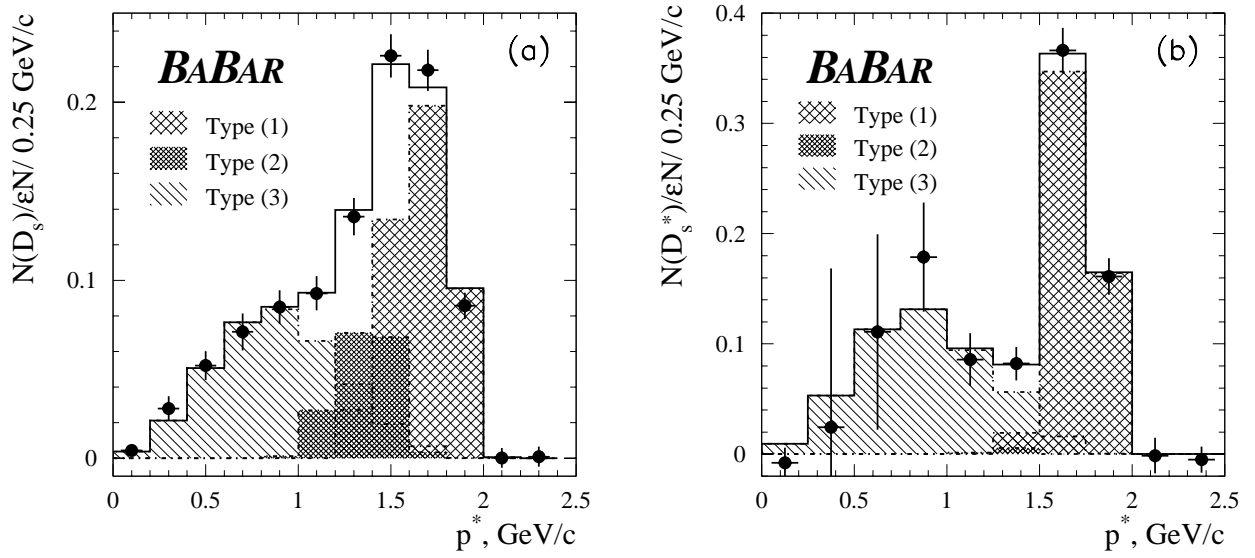 N(D_s)/εN/ 0.25 GeV/c
BABAR
(a)
Type (1)
Type (2)
Type (3)
0.2
0.1
0
0 0.5 1 1.5 2 2.5
p*, GeV/c
N(D_s*)/εN/ 0.25 GeV/c
BABAR
(b)
Type (1)
Type (2)
Type (3)
0.4
0.3
0.2
0.1
0
0 0.5 1 1.5 2 2.5
p*, GeV/c